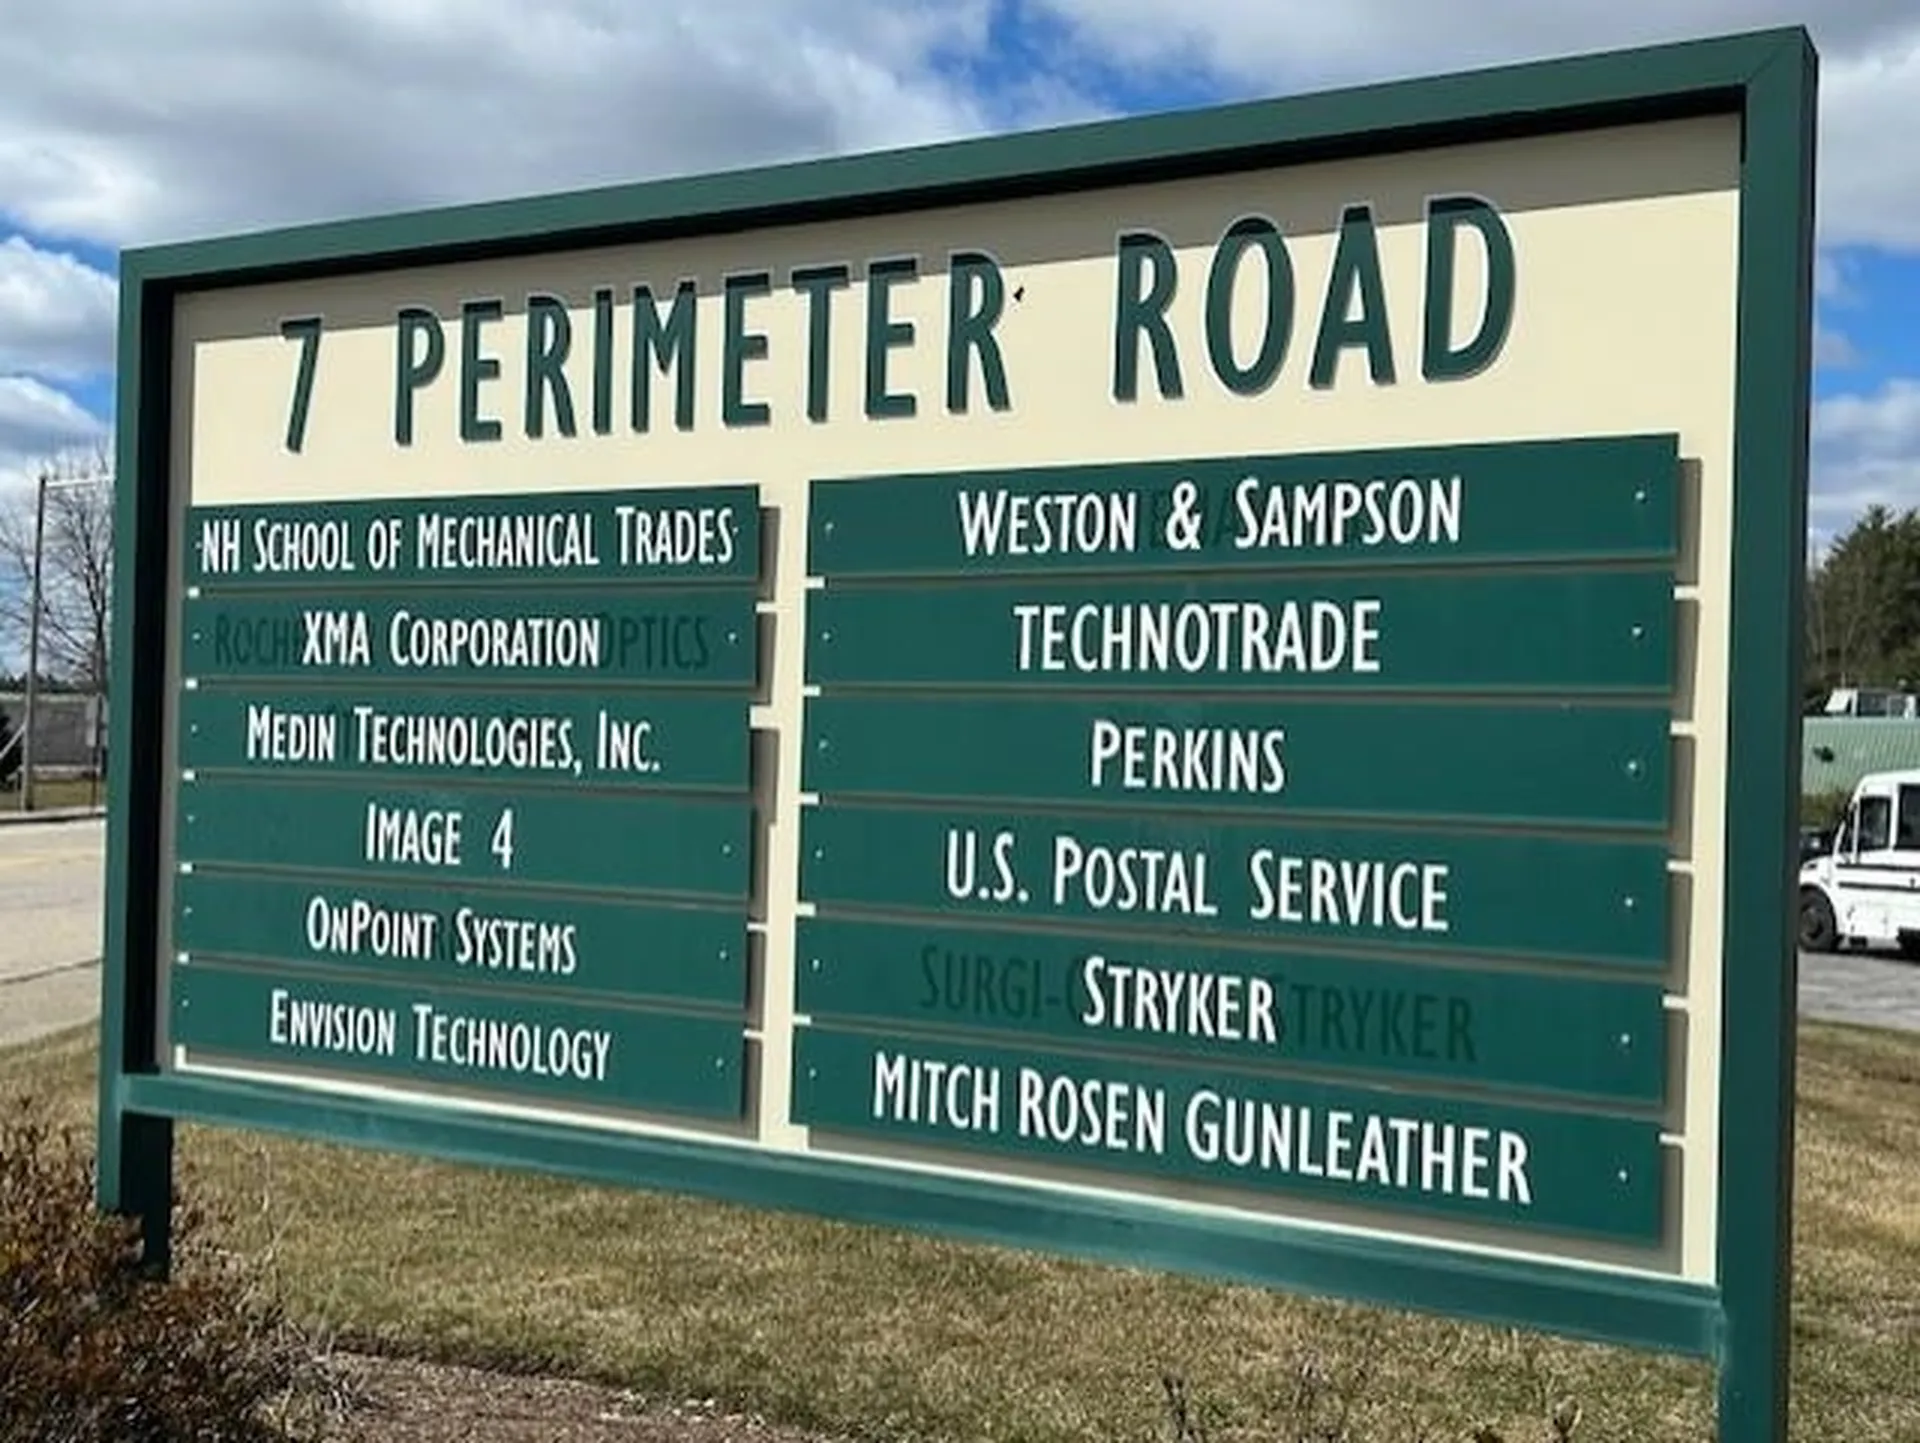 7 PERIMETER ROAD
NH SCHOOL OF MECHANICAL TRADES
XMA CORPORATION
MEDIN TECHNOLOGIES, INC.
IMAGE 4
ONPOINT SYSTEMS
ENVISION TECHNOLOGY
WESTON & SAMPSON
TECHNOTRADE
PERKINS
U.S. POSTAL SERVICE
STRYKER
MITCH ROSEN GUNLEATHER